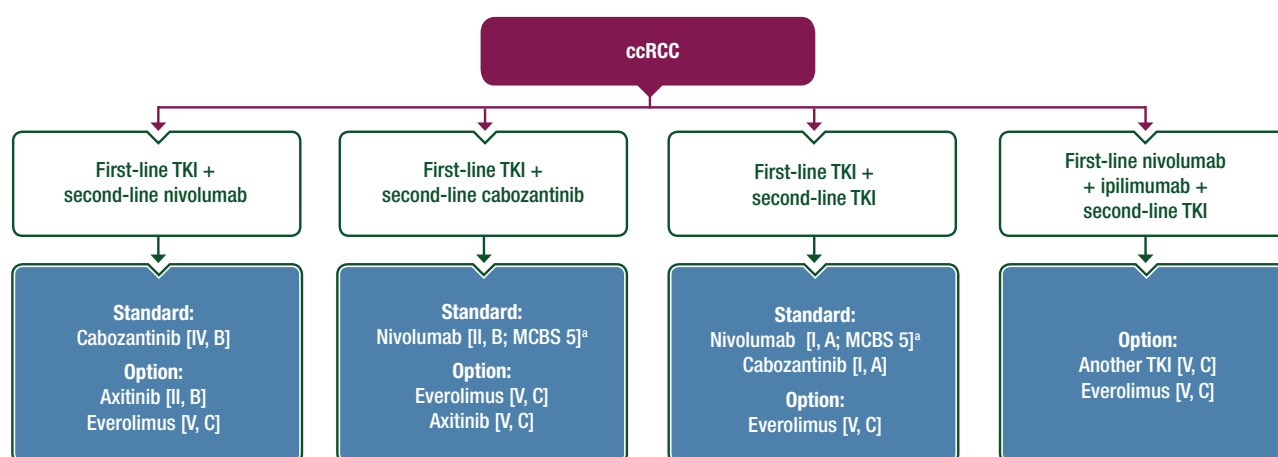 ccRCC
First-line TKI +
second-line nivolumab
First-line TKI +
second-line cabozantinib
First-line TKI +
second-line TKI
First-line nivolumab
+ ipilimumab +
second-line TKI
Standard:
Cabozantinib [IV, B]
Option:
Axitinib [II, B]
Everolimus [V, C]
Standard:
Nivolumab [II, B; MCBS 5]ᵃ
Option:
Everolimus [V, C]
Axitinib [V, C]
Standard:
Nivolumab [I, A; MCBS 5]ᵃ
Cabozantinib [I, A]
Option:
Everolimus [V, C]
Option:
Another TKI [V, C]
Everolimus [V, C]